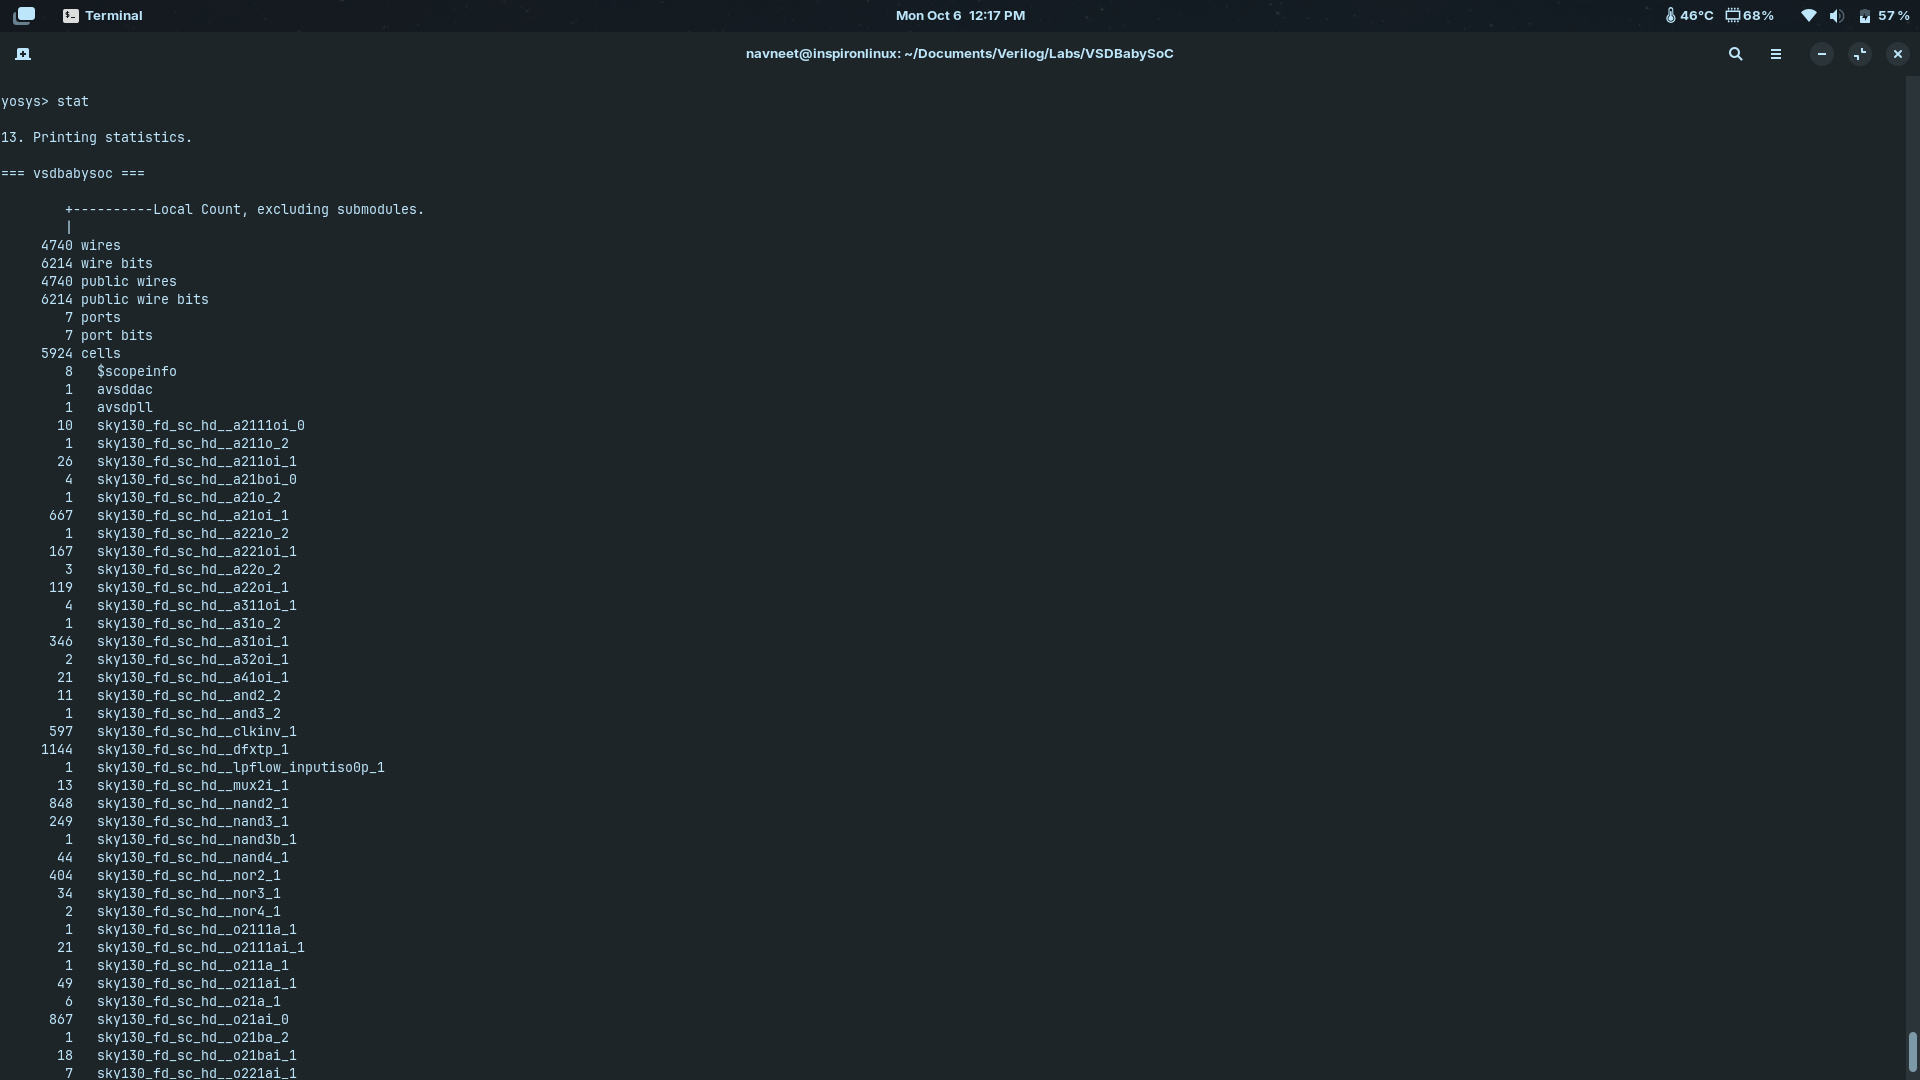 Terminal
Mon Oct 6 12:17 PM
46°C 68% 57%
navneet@inspironlinux: ~/Documents/Verilog/Labs/VSDBabySoC
yosys> stat
13. Printing statistics.
=== vsdbabysoc ===
+----------Local Count, excluding submodules.
|
4740 wires
6214 wire bits
4740 public wires
6214 public wire bits
7 ports
7 port bits
5924 cells
8 $scopeinfo
1 avsddac
1 avsdpll
10 sky130_fd_sc_hd__a2111oi_0
1 sky130_fd_sc_hd__a211o_2
26 sky130_fd_sc_hd__a211oi_1
4 sky130_fd_sc_hd__a21boi_0
1 sky130_fd_sc_hd__a21o_2
667 sky130_fd_sc_hd__a21oi_1
1 sky130_fd_sc_hd__a221o_2
167 sky130_fd_sc_hd__a221oi_1
3 sky130_fd_sc_hd__a22o_2
119 sky130_fd_sc_hd__a22oi_1
4 sky130_fd_sc_hd__a311oi_1
1 sky130_fd_sc_hd__a31o_2
346 sky130_fd_sc_hd__a31oi_1
2 sky130_fd_sc_hd__a32oi_1
21 sky130_fd_sc_hd__a41oi_1
11 sky130_fd_sc_hd__and2_2
1 sky130_fd_sc_hd__and3_2
597 sky130_fd_sc_hd__clkinv_1
1144 sky130_fd_sc_hd__dfxtp_1
1 sky130_fd_sc_hd__lpflow_inputiso0p_1
13 sky130_fd_sc_hd__mux2i_1
848 sky130_fd_sc_hd__nand2_1
249 sky130_fd_sc_hd__nand3_1
1 sky130_fd_sc_hd__nand3b_1
44 sky130_fd_sc_hd__nand4_1
404 sky130_fd_sc_hd__nor2_1
34 sky130_fd_sc_hd__nor3_1
2 sky130_fd_sc_hd__nor4_1
1 sky130_fd_sc_hd__o2111a_1
21 sky130_fd_sc_hd__o2111ai_1
1 sky130_fd_sc_hd__o211a_1
49 sky130_fd_sc_hd__o211ai_1
6 sky130_fd_sc_hd__o21a_1
867 sky130_fd_sc_hd__o21ai_0
1 sky130_fd_sc_hd__o21ba_2
18 sky130_fd_sc_hd__o21bai_1
7 sky130_fd_sc_hd__o221ai_1